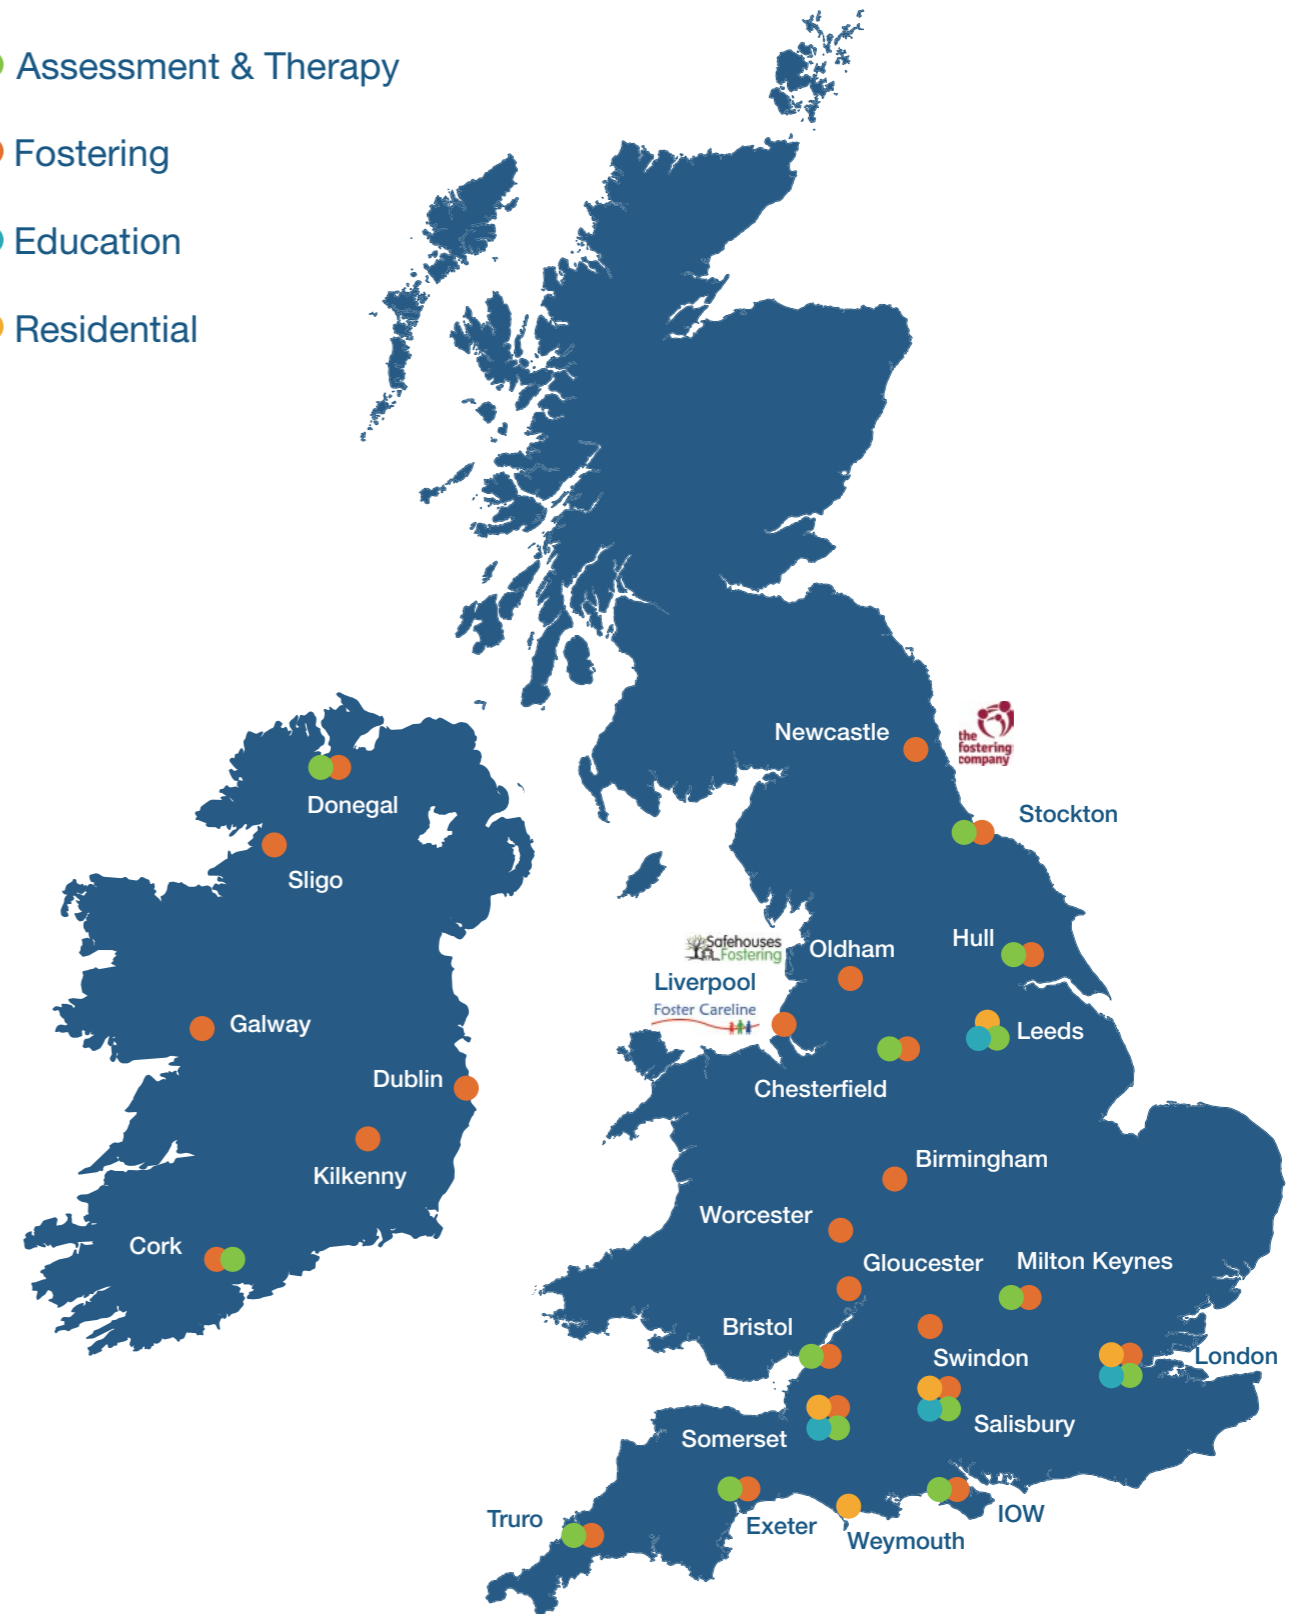 Assessment & Therapy
Fostering
Education
Residential
Newcastle
the
fostering
company
Stockton
Donegal
Sligo
Safehouses
Fostering
Oldham
Hull
Liverpool
Foster Careline
Galway
Leeds
Dublin
Chesterfield
Kilkenny
Birmingham
Worcester
Cork
Gloucester
Milton Keynes
Bristol
Swindon
London
Somerset
Salisbury
Truro
Exeter
IOW
Weymouth